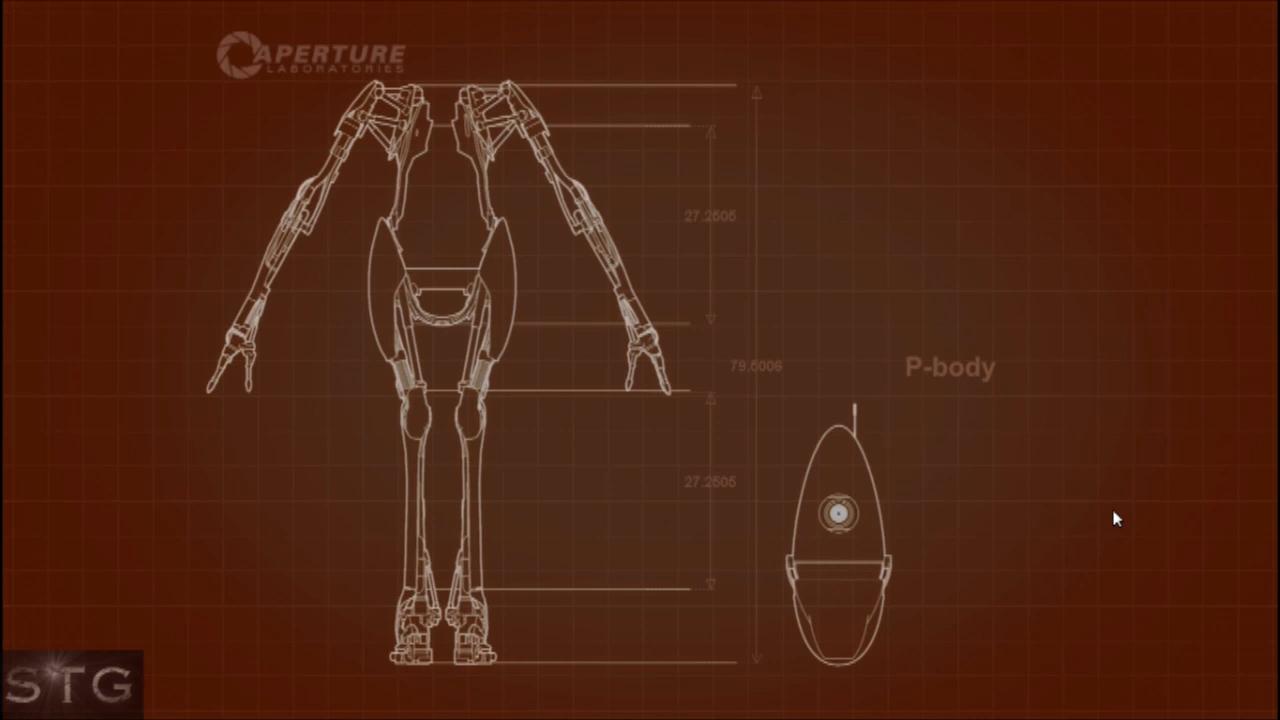 APERTURE
LABORATORIES
27.2505
79.6006
P-body
27.2505
STG